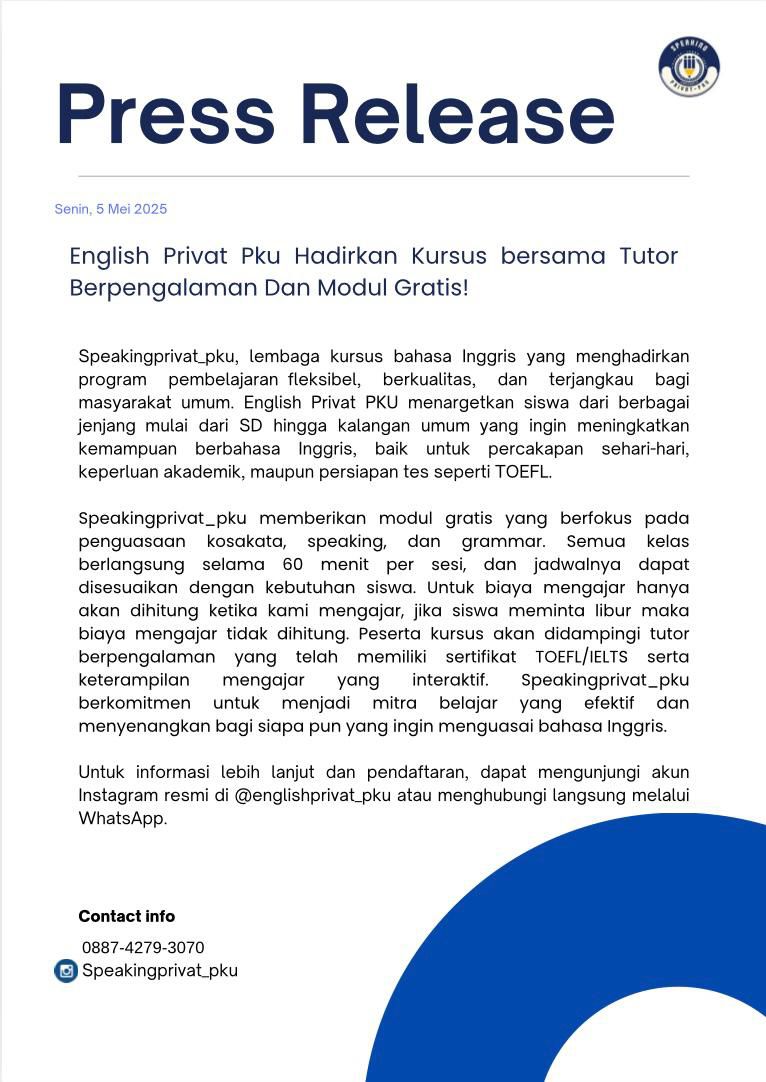 SPEAKING
PRIVAT-PKU
Press Release
Senin, 5 Mei 2025
English Privat Pku Hadirkan Kursus bersama Tutor
Berpengalaman Dan Modul Gratis!
Speakingprivat_pku, lembaga kursus bahasa Inggris yang menghadirkan
program pembelajaran fleksibel, berkualitas, dan terjangkau bagi
masyarakat umum. English Privat PKU menargetkan siswa dari berbagai
jenjang mulai dari SD hingga kalangan umum yang ingin meningkatkan
kemampuan berbahasa Inggris, baik untuk percakapan sehari-hari,
keperluan akademik, maupun persiapan tes seperti TOEFL.
Speakingprivat_pku memberikan modul gratis yang berfokus pada
penguasaan kosakata, speaking, dan grammar. Semua kelas
berlangsung selama 60 menit per sesi, dan jadwalnya dapat
disesuaikan dengan kebutuhan siswa. Untuk biaya mengajar hanya
akan dihitung ketika kami mengajar, jika siswa meminta libur maka
biaya mengajar tidak dihitung. Peserta kursus akan didampingi tutor
berpengalaman yang telah memiliki sertifikat TOEFL/IELTS serta
keterampilan mengajar yang interaktif. Speakingprivat_pku
berkomitmen untuk menjadi mitra belajar yang efektif dan
menyenangkan bagi siapa pun yang ingin menguasai bahasa Inggris.
Untuk informasi lebih lanjut dan pendaftaran, dapat mengunjungi akun
Instagram resmi di @englishprivat_pku atau menghubungi langsung melalui
WhatsApp.
Contact info
0887-4279-3070
Speakingprivat_pku